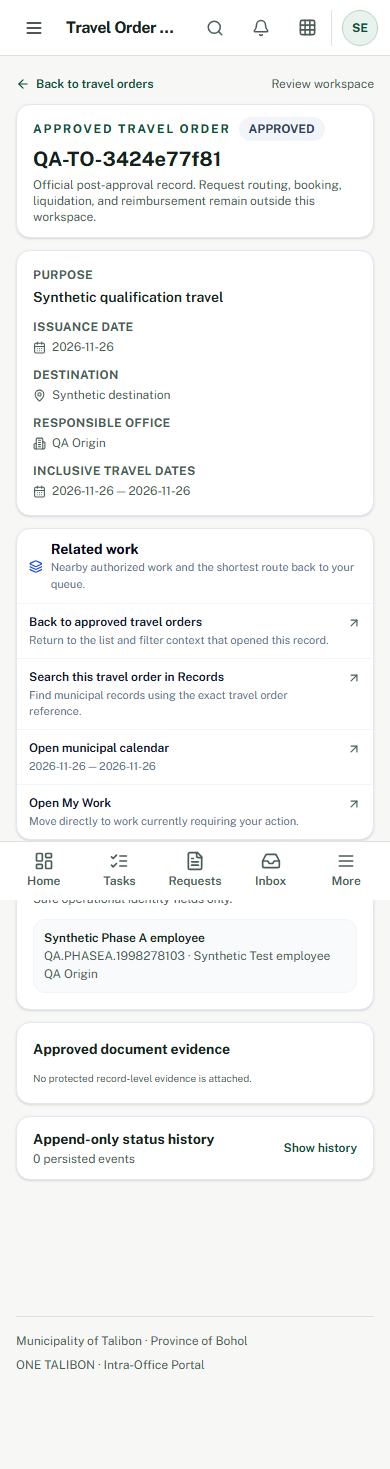 Travel Order ...
SE
Back to travel orders
Review workspace
APPROVED TRAVEL ORDER
APPROVED
QA-TO-3424e77f81
Official post-approval record. Request routing, booking,
liquidation, and reimbursement remain outside this
workspace.
PURPOSE
Synthetic qualification travel
ISSUANCE DATE
2026-11-26
DESTINATION
Synthetic destination
RESPONSIBLE OFFICE
QA Origin
INCLUSIVE TRAVEL DATES
2026-11-26 — 2026-11-26
Related work
Nearby authorized work and the shortest route back to your
queue.
Back to approved travel orders
Return to the list and filter context that opened this record.
Search this travel order in Records
Find municipal records using the exact travel order
reference.
Open municipal calendar
2026-11-26 — 2026-11-26
Open My Work
Move directly to work currently requiring your action.
Home
Tasks
Requests
Inbox
More
Safe operational identity fields only.
Synthetic Phase A employee
QA.PHASEA.1998278103 · Synthetic Test employee
QA Origin
Approved document evidence
No protected record-level evidence is attached.
Append-only status history
0 persisted events
Show history
Municipality of Talibon · Province of Bohol
ONE TALIBON · Intra-Office Portal